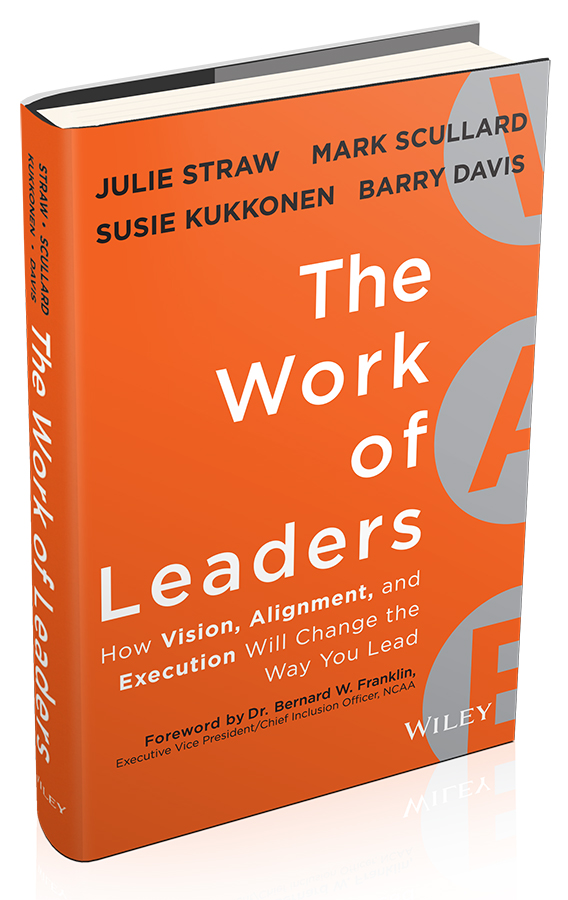 JULIE STRAW MARK SCULLARD
SUSIE KUKKONEN BARRY DAVIS
The
Work
of
Leaders
How Vision, Alignment, and
Execution Will Change the
Way You Lead
Foreword by Dr. Bernard W. Franklin,
Executive Vice President/Chief Inclusion Officer, NCAA
WILEY
V
A
E
STRAW • SCULLARD
KUKKONEN • DAVIS
The Work of Leaders
WILEY